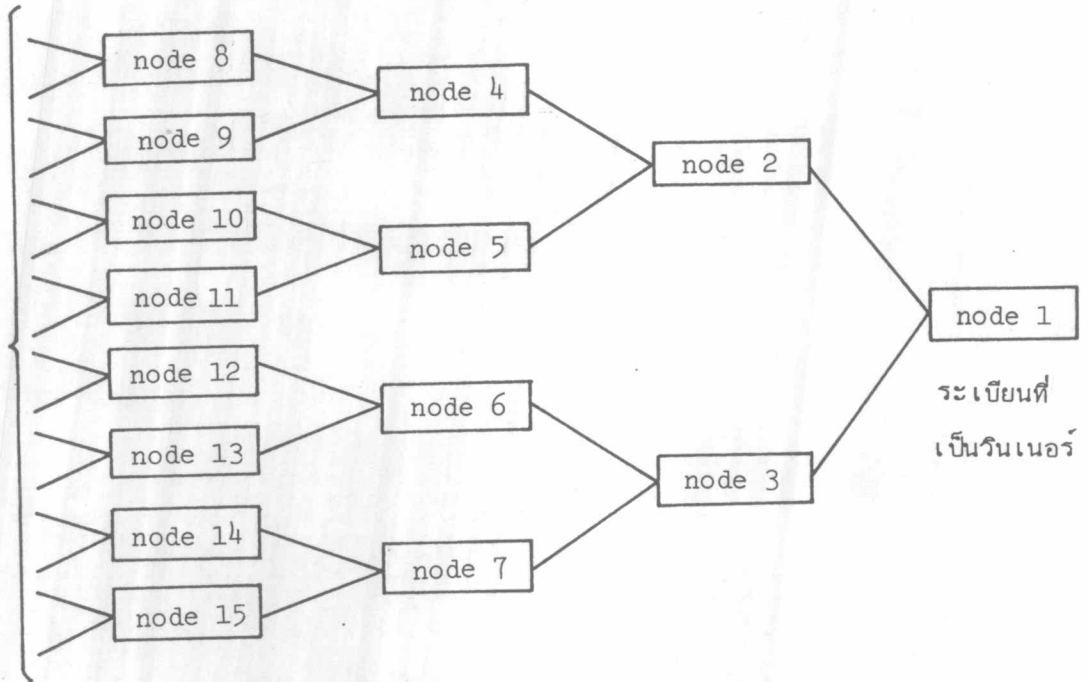 node 8
node 9
node 10
node 11
node 12
node 13
node 14
node 15
node 4
node 5
node 6
node 7
node 2
node 3
node 1
ระเบียนที่
เป็นวินเนอร์